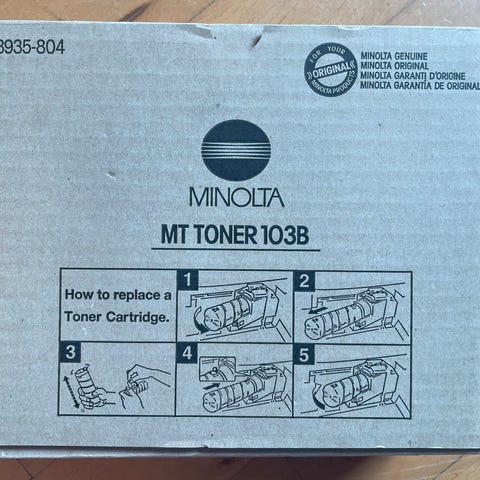 8935-804
FOR YOUR
ORIGINAL
MINOLTA PRODUCTS
MINOLTA GENUINE
MINOLTA ORIGINAL
MINOLTA GARANTI D'ORIGINE
MINOLTA GARANTIA DE ORIGINAL
MINOLTA
MT TONER 103B
How to replace a
Toner Cartridge.
1
2
3
4
5